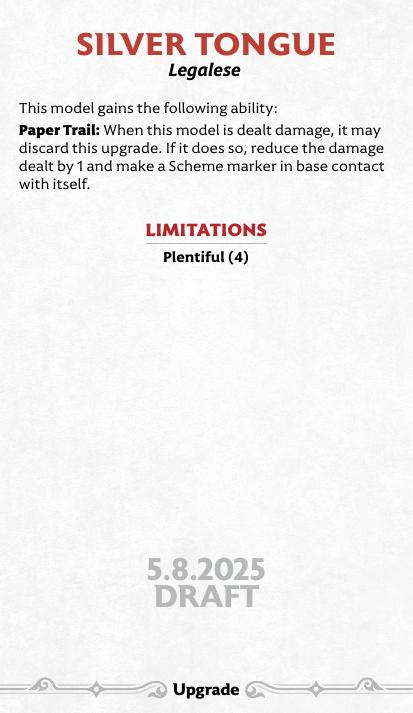 SILVER TONGUE
Legalese
This model gains the following ability:
Paper Trail: When this model is dealt damage, it may
discard this upgrade. If it does so, reduce the damage
dealt by 1 and make a Scheme marker in base contact
with itself.
LIMITATIONS
Plentiful (4)
5.8.2025
DRAFT
Upgrade